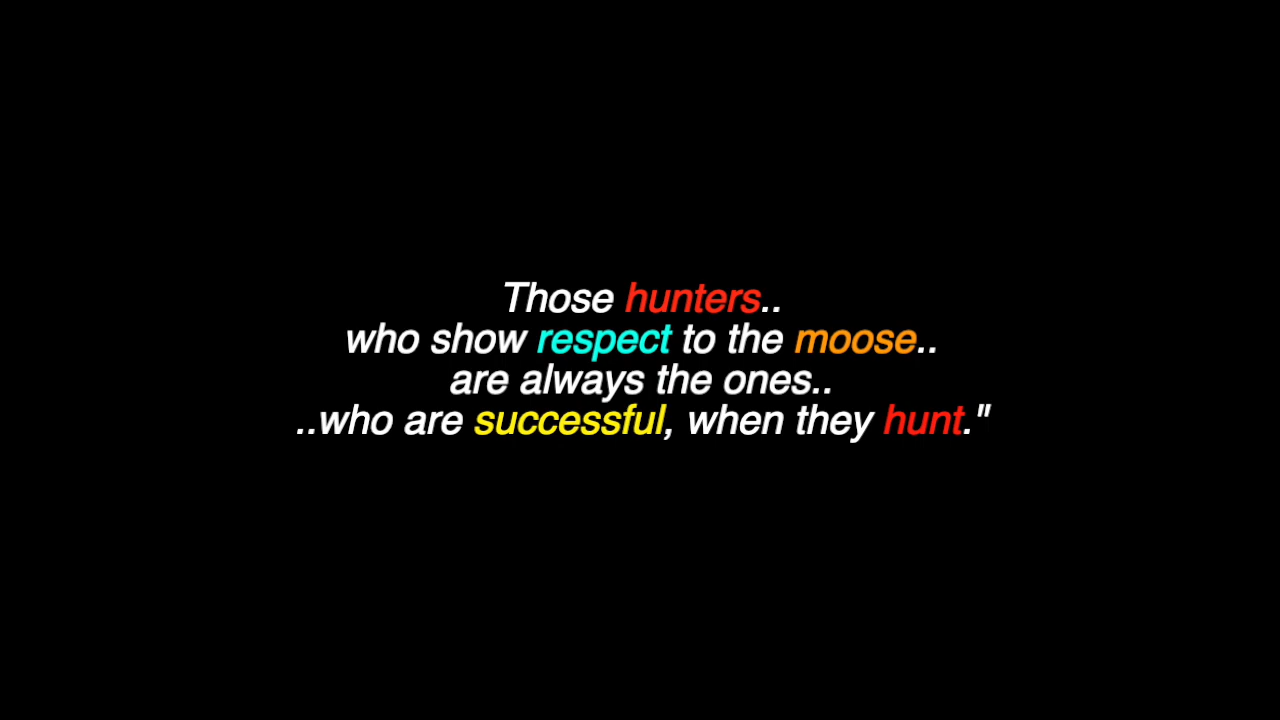 Those hunters..
who show respect to the moose..
are always the ones..
..who are successful, when they hunt."